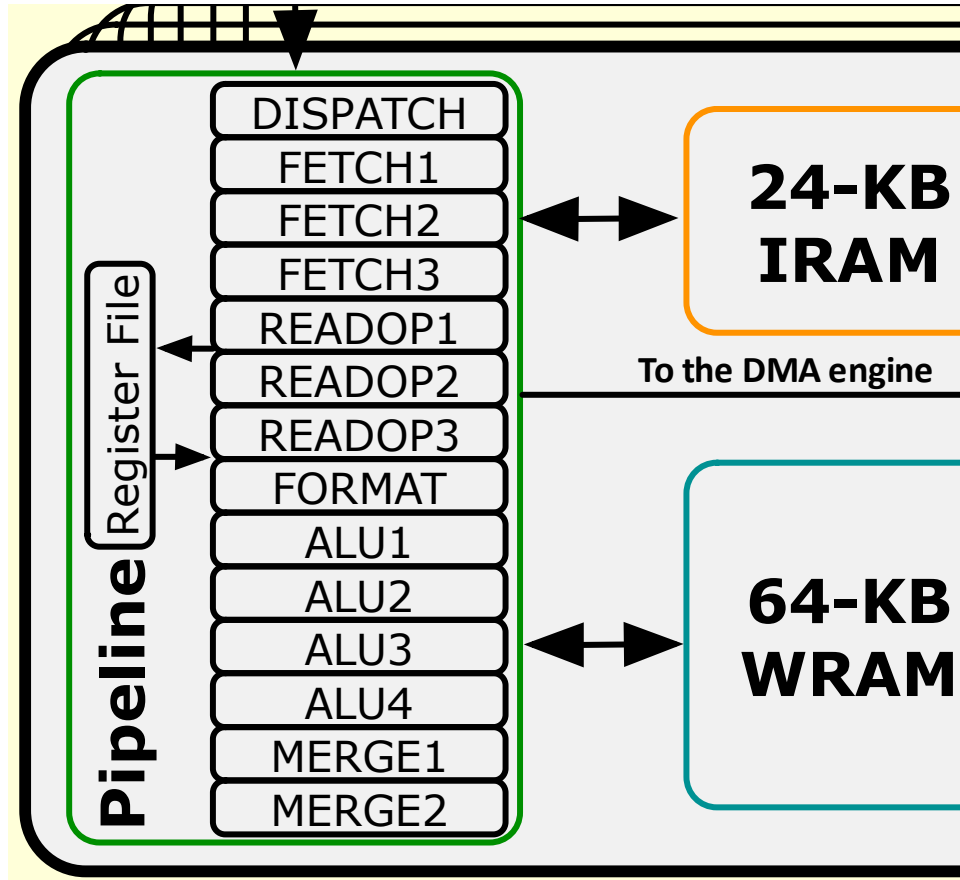 DISPATCH
FETCH1
FETCH2
FETCH3
READOP1
READOP2
READOP3
FORMAT
ALU1
ALU2
ALU3
ALU4
MERGE1
MERGE2
Register File
Pipeline
24-KB
IRAM
To the DMA engine
64-KB
WRAM